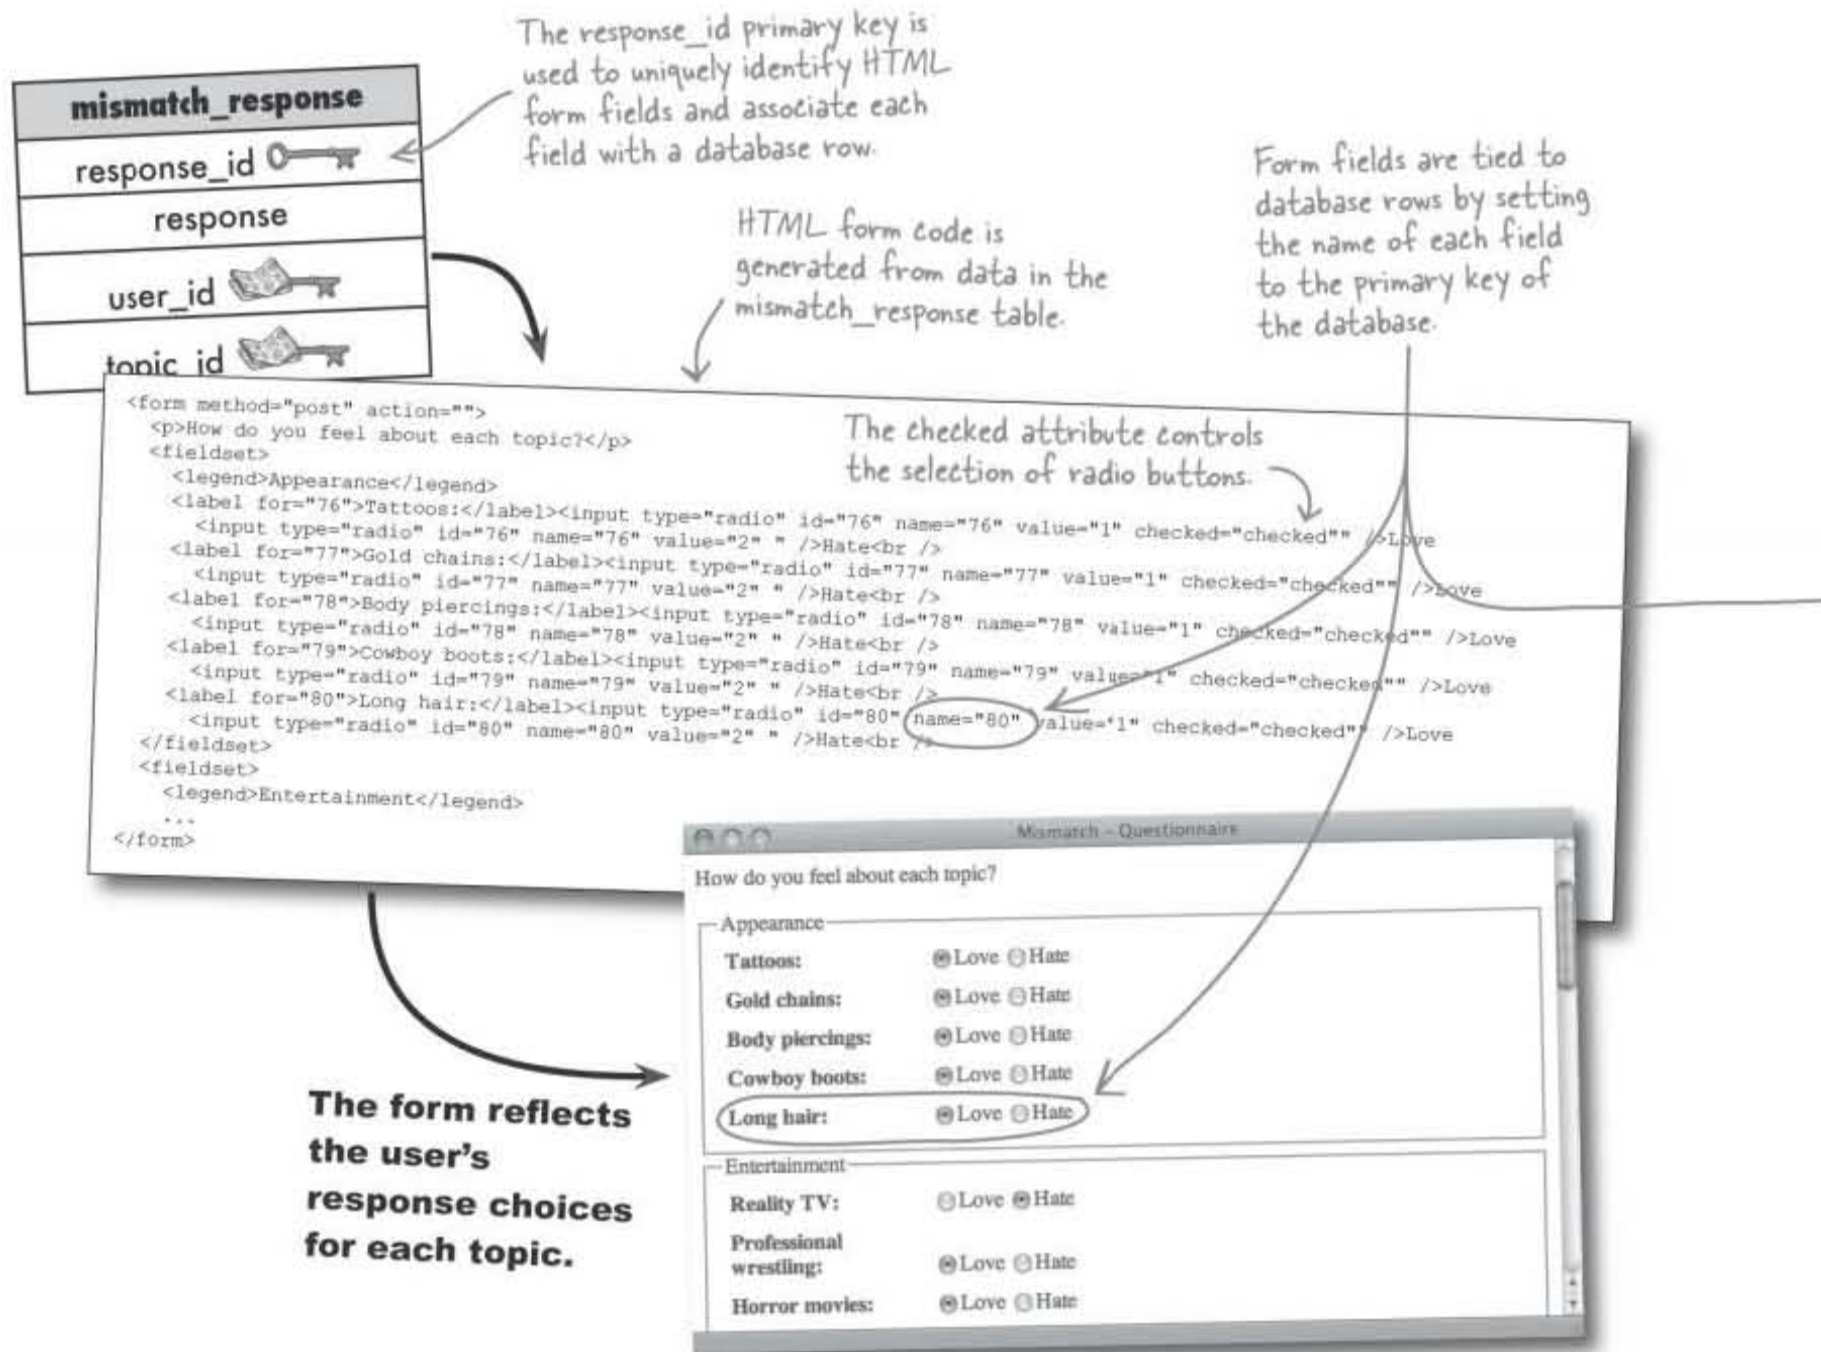 The response_id primary key is
used to uniquely identify HTML
form fields and associate each
field with a database row.
mismatch_response
response_id
response
user_id
topic_id
HTML form code is
generated from data in the
mismatch_response table.
Form fields are tied to
database rows by setting
the name of each field
to the primary key of
the database.
The checked attribute controls
the selection of radio buttons.
<form method="post" action="">
<p>How do you feel about each topic?</p>
<fieldset>
<legend>Appearance</legend>
<label for="76">Tattoos:</label><input type="radio" id="76" name="76" value="1" checked="checked"" />Love
<input type="radio" id="76" name="76" value="2" " />Hate<br />
<label for="77">Gold chains:</label><input type="radio" id="77" name="77" value="1" checked="checked"" />Love
<input type="radio" id="77" name="77" value="2" " />Hate<br />
<label for="78">Body piercings:</label><input type="radio" id="78" name="78" value="1" checked="checked"" />Love
<input type="radio" id="78" name="78" value="2" " />Hate<br />
<label for="79">Cowboy boots:</label><input type="radio" id="79" name="79" value="1" checked="checked"" />Love
<input type="radio" id="79" name="79" value="2" " />Hate<br />
<label for="80">Long hair:</label><input type="radio" id="80" name="80" value="1" checked="checked"" />Love
<input type="radio" id="80" name="80" value="2" " />Hate<br />
</fieldset>
<fieldset>
<legend>Entertainment</legend>
...
</form>
Mismatch - Questionnaire
How do you feel about each topic?
Appearance
Tattoos: Love Hate
Gold chains: Love Hate
Body piercings: Love Hate
Cowboy boots: Love Hate
Long hair: Love Hate
Entertainment
Reality TV: Love Hate
Professional
wrestling: Love Hate
Horror movies: Love Hate
The form reflects
the user's
response choices
for each topic.